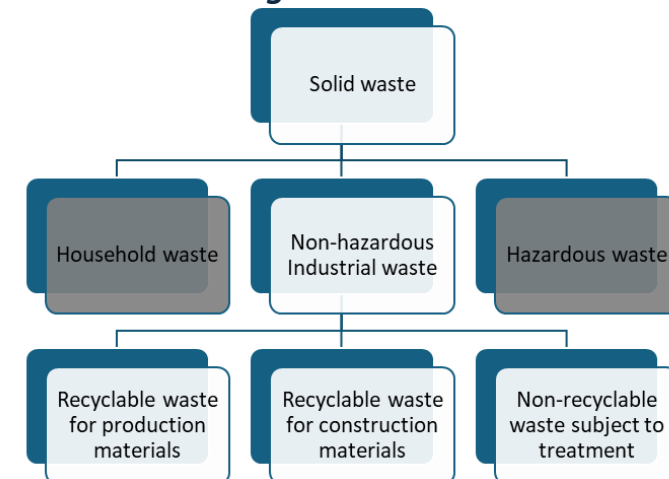 Solid waste
Household waste
Non-hazardous
Industrial waste
Hazardous waste
Recyclable waste
for production
materials
Recyclable waste
for construction
materials
Non-recyclable
waste subject to
treatment